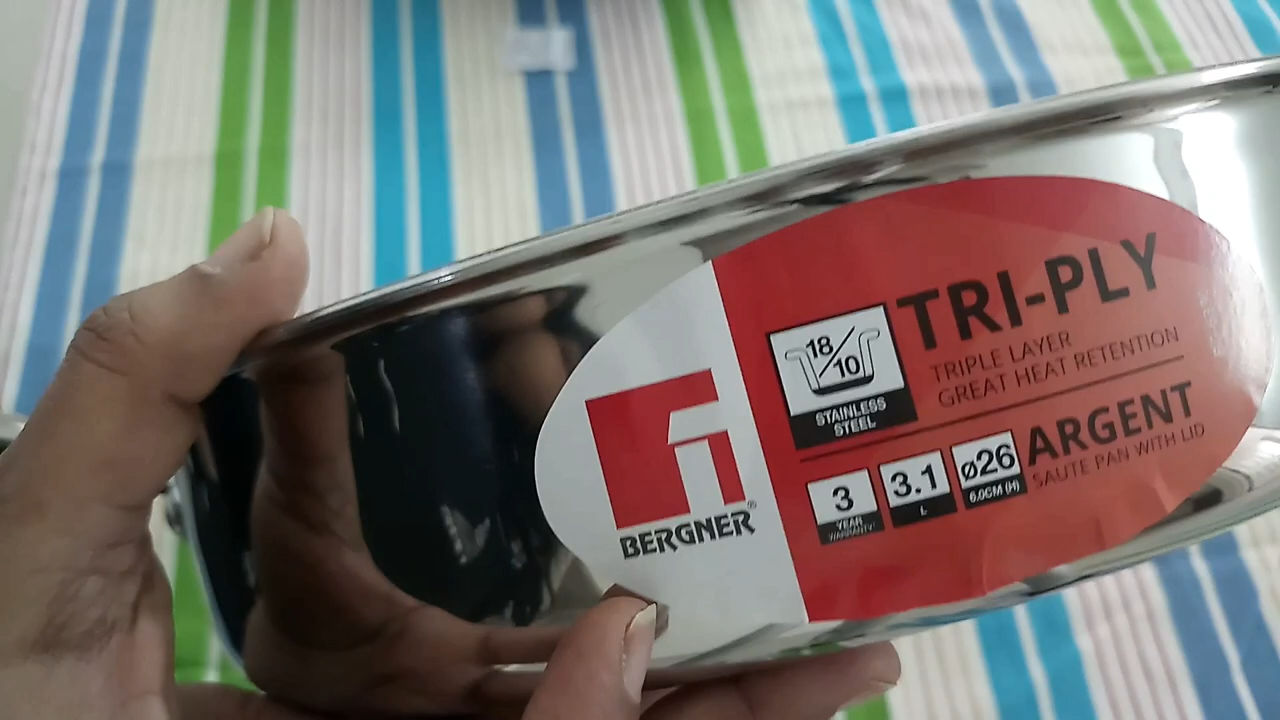 BERGNER®
18/10
STAINLESS
STEEL
TRI-PLY
TRIPLE LAYER
GREAT HEAT RETENTION
3
YEAR
WARRANTY*
3.1
L
ø26
6.0CM (H)
ARGENT
SAUTE PAN WITH LID